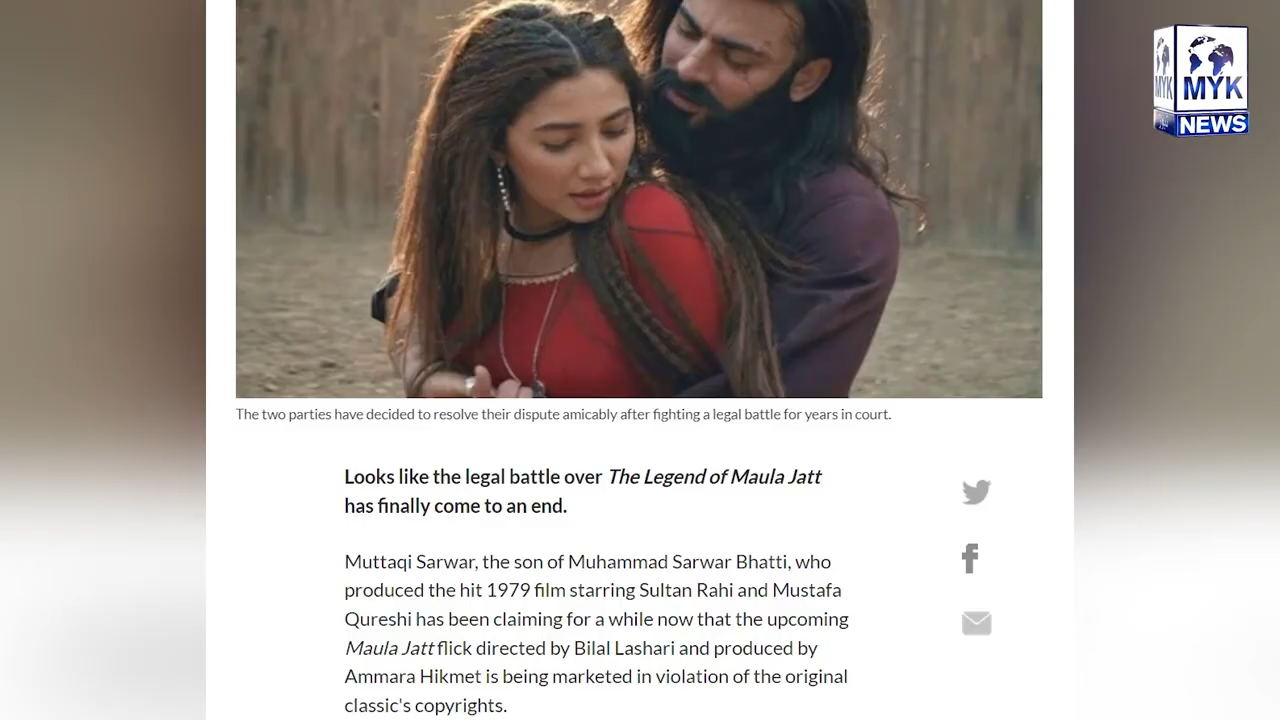 MYK
NEWS
The two parties have decided to resolve their dispute amicably after fighting a legal battle for years in court.
Looks like the legal battle over The Legend of Maula Jatt
has finally come to an end.
Muttaqi Sarwar, the son of Muhammad Sarwar Bhatti, who
produced the hit 1979 film starring Sultan Rahi and Mustafa
Qureshi has been claiming for a while now that the upcoming
Maula Jatt flick directed by Bilal Lashari and produced by
Ammara Hikmet is being marketed in violation of the original
classic's copyrights.